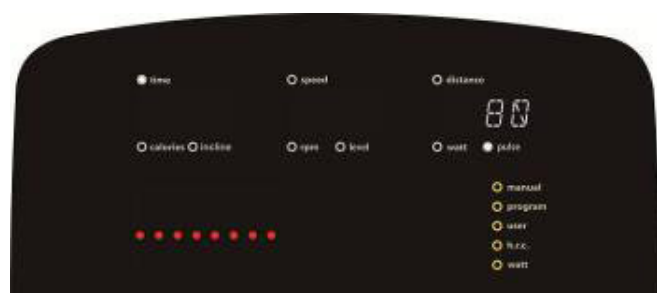 time speed distance
80
calories incline rpm level watt pulse
manual
program
user
h.r.c.
watt